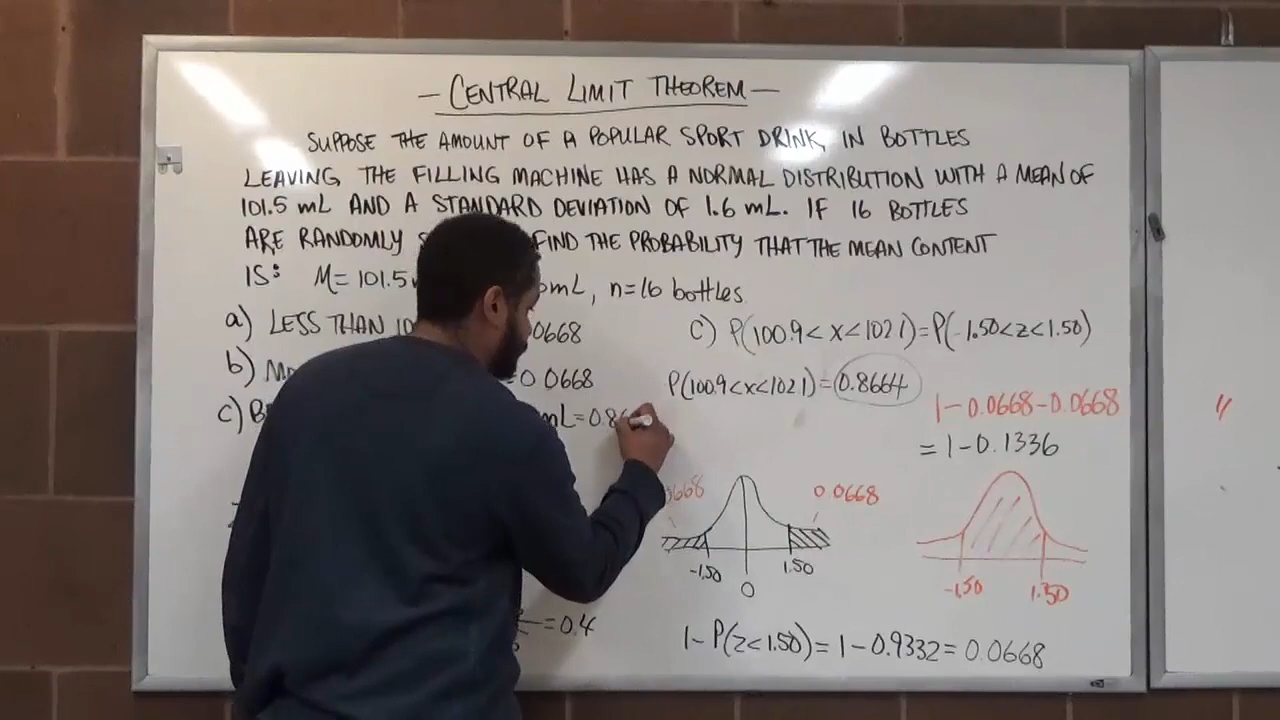 — CENTRAL LIMIT THEOREM —
SUPPOSE THE AMOUNT OF A POPULAR SPORT DRINK IN BOTTLES
LEAVING THE FILLING MACHINE HAS A NORMAL DISTRIBUTION WITH A MEAN OF
101.5 mL AND A STANDARD DEVIATION OF 1.6 mL. IF 16 BOTTLES
ARE RANDOMLY FIND THE PROBABILITY THAT THE MEAN CONTENT
IS: M= 101.5 mL, n=16 bottles
a) LESS THAN 0668
b) =0.0668
c) mL=0.8
C) P(100.9< x<102.1)=P(-1.50<z<1.50)
P(100.9<x<102.1)=0.8664
1-0.0668-0.0668
= 1-0.1336
0668 0.0668
-1.50 0 1.50
-1.50 1.50
=0.4
1-P(z<1.50)= 1-0.9332=0.0668